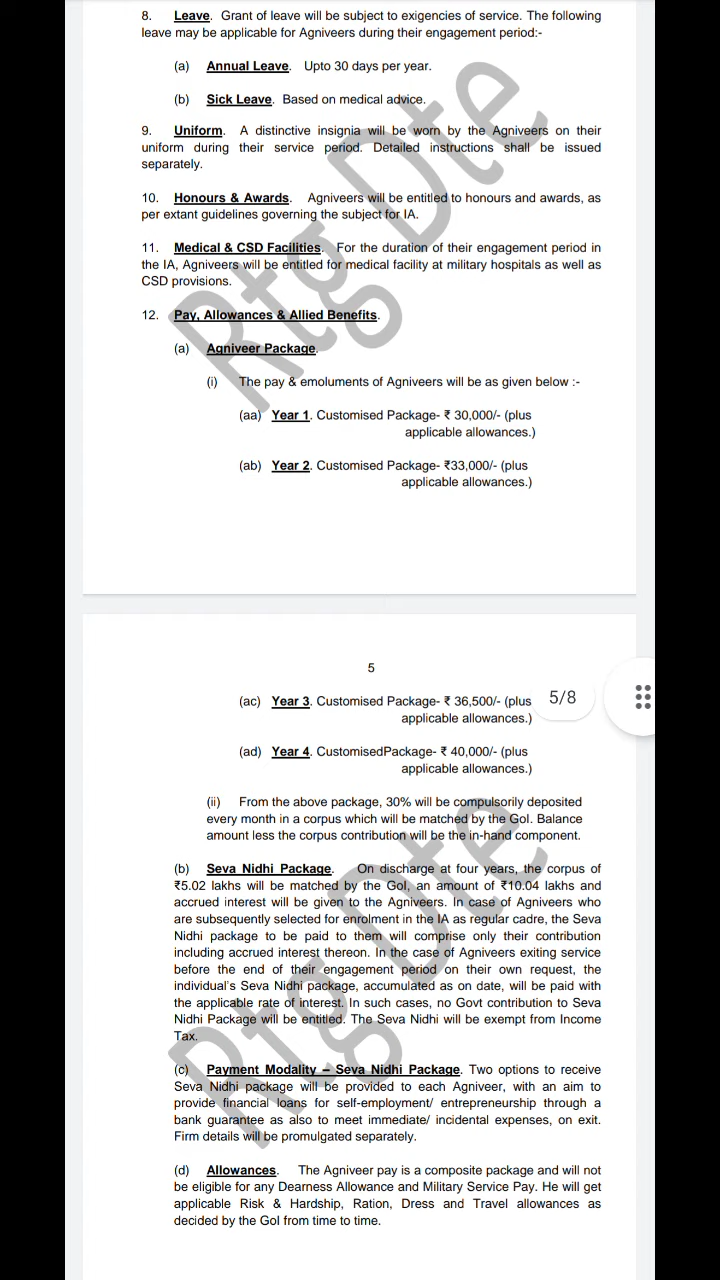 8. Leave. Grant of leave will be subject to exigencies of service. The following
leave may be applicable for Agniveers during their engagement period:-
(a) Annual Leave. Upto 30 days per year.
(b) Sick Leave. Based on medical advice.
9. Uniform. A distinctive insignia will be worn by the Agniveers on their
uniform during their service period. Detailed instructions shall be issued
separately.
10. Honours & Awards. Agniveers will be entitled to honours and awards, as
per extant guidelines governing the subject for IA.
11. Medical & CSD Facilities. For the duration of their engagement period in
the IA, Agniveers will be entitled for medical facility at military hospitals as well as
CSD provisions.
12. Pay, Allowances & Allied Benefits.
(a) Agniveer Package.
(i) The pay & emoluments of Agniveers will be as given below :-
(aa) Year 1. Customised Package- ₹ 30,000/- (plus
applicable allowances.)
(ab) Year 2. Customised Package- ₹33,000/- (plus
applicable allowances.)
Rtg Dte
5
(ac) Year 3. Customised Package- ₹ 36,500/- (plus
applicable allowances.)
5/8
(ad) Year 4. CustomisedPackage- ₹ 40,000/- (plus
applicable allowances.)
(ii) From the above package, 30% will be compulsorily deposited
every month in a corpus which will be matched by the GoI. Balance
amount less the corpus contribution will be the in-hand component.
(b) Seva Nidhi Package. On discharge at four years, the corpus of
₹5.02 lakhs will be matched by the GoI, an amount of ₹10.04 lakhs and
accrued interest will be given to the Agniveers. In case of Agniveers who
are subsequently selected for enrolment in the IA as regular cadre, the Seva
Nidhi package to be paid to them will comprise only their contribution
including accrued interest thereon. In the case of Agniveers exiting service
before the end of their engagement period on their own request, the
individual's Seva Nidhi package, accumulated as on date, will be paid with
the applicable rate of interest. In such cases, no Govt contribution to Seva
Nidhi Package will be entitled. The Seva Nidhi will be exempt from Income
Tax.
(c) Payment Modality – Seva Nidhi Package. Two options to receive
Seva Nidhi package will be provided to each Agniveer, with an aim to
provide financial loans for self-employment/ entrepreneurship through a
bank guarantee as also to meet immediate/ incidental expenses, on exit.
Firm details will be promulgated separately.
(d) Allowances. The Agniveer pay is a composite package and will not
be eligible for any Dearness Allowance and Military Service Pay. He will get
applicable Risk & Hardship, Ration, Dress and Travel allowances as
decided by the GoI from time to time.
Rtg Dte